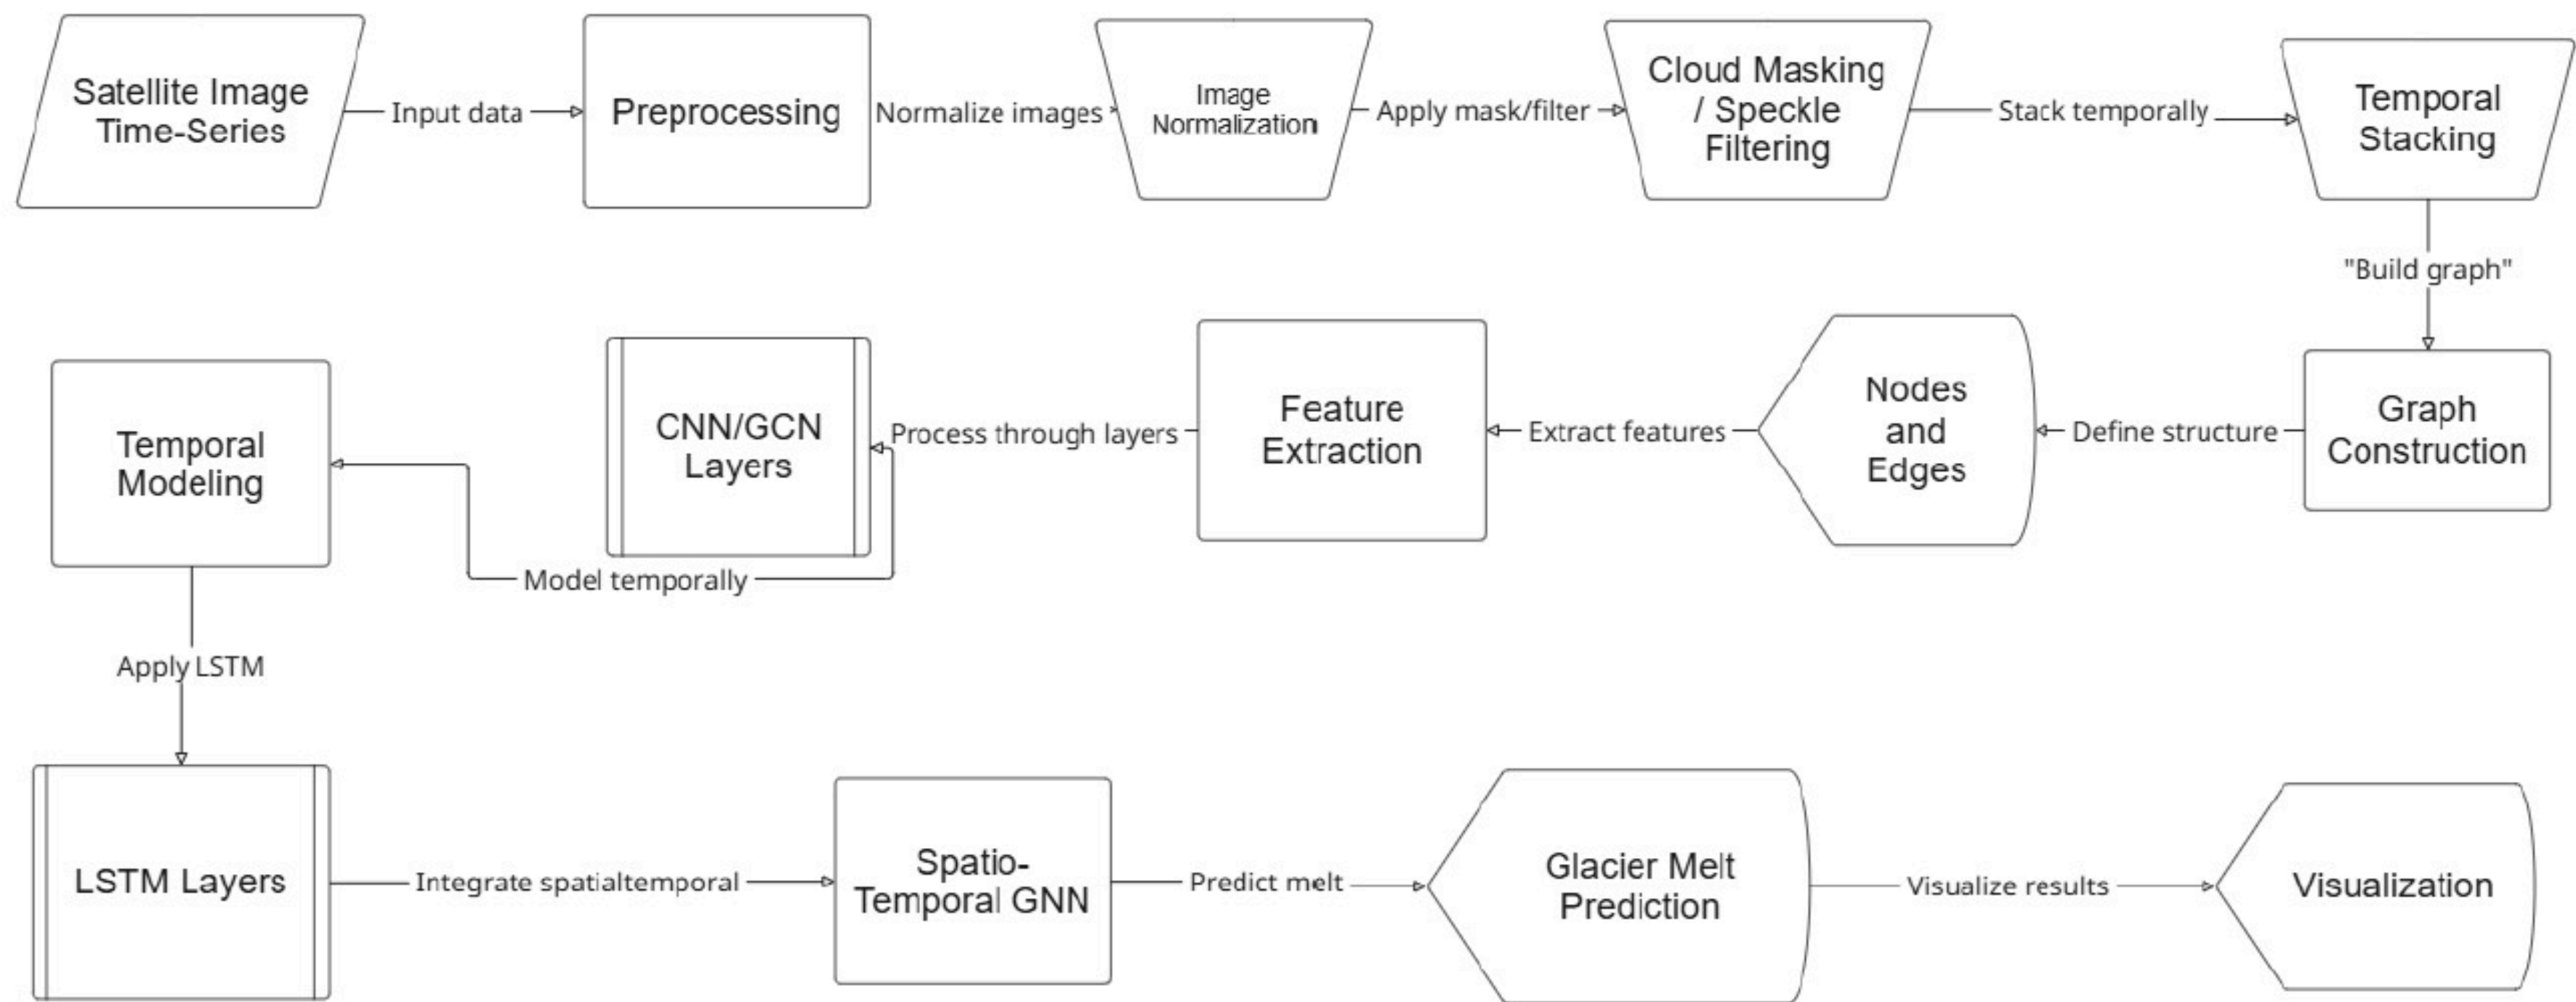 Satellite Image
Time-Series
Input data
Preprocessing
Normalize images
Image
Normalization
Apply mask/filter
Cloud Masking
/ Speckle
Filtering
Stack temporally
Temporal
Stacking
"Build graph"
Graph
Construction
Define structure
Nodes
and
Edges
Extract features
Feature
Extraction
Process through layers
CNN/GCN
Layers
Model temporally
Temporal
Modeling
Apply LSTM
LSTM Layers
Integrate spatialtemporal
Spatio-
Temporal GNN
Predict melt
Glacier Melt
Prediction
Visualize results
Visualization